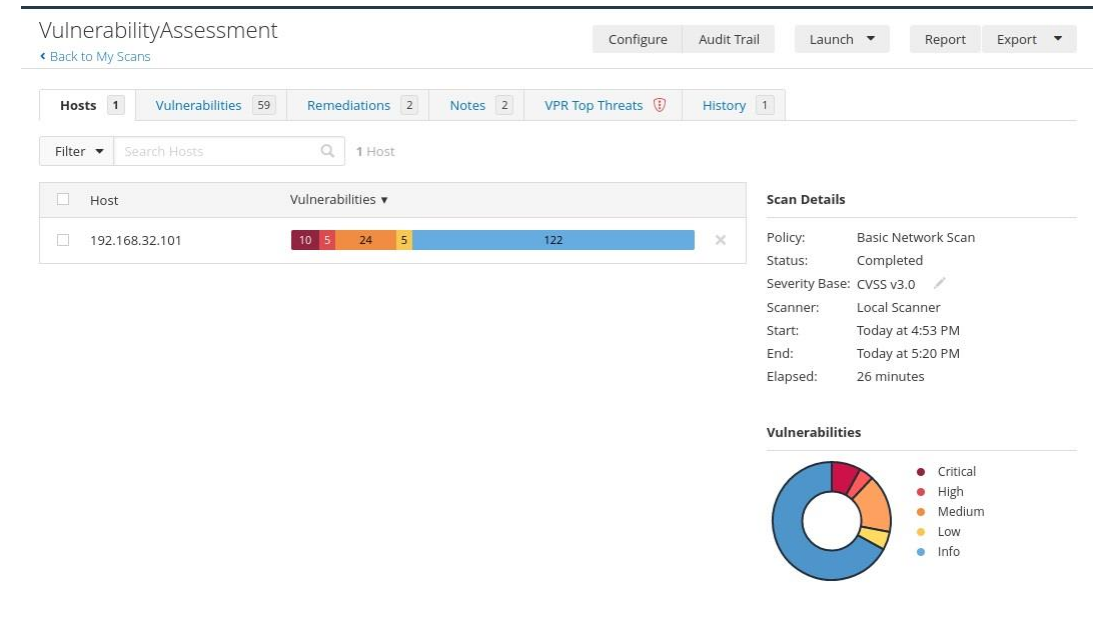 VulnerabilityAssessment
Back to My Scans
Configure Audit Trail Launch Report Export
Hosts 1 Vulnerabilities 59 Remediations 2 Notes 2 VPR Top Threats History 1
Filter Search Hosts 1 Host
Host Vulnerabilities
192.168.32.101 10 5 24 5 122
Scan Details
Policy: Basic Network Scan
Status: Completed
Severity Base: CVSS v3.0
Scanner: Local Scanner
Start: Today at 4:53 PM
End: Today at 5:20 PM
Elapsed: 26 minutes
Vulnerabilities
Critical
High
Medium
Low
Info